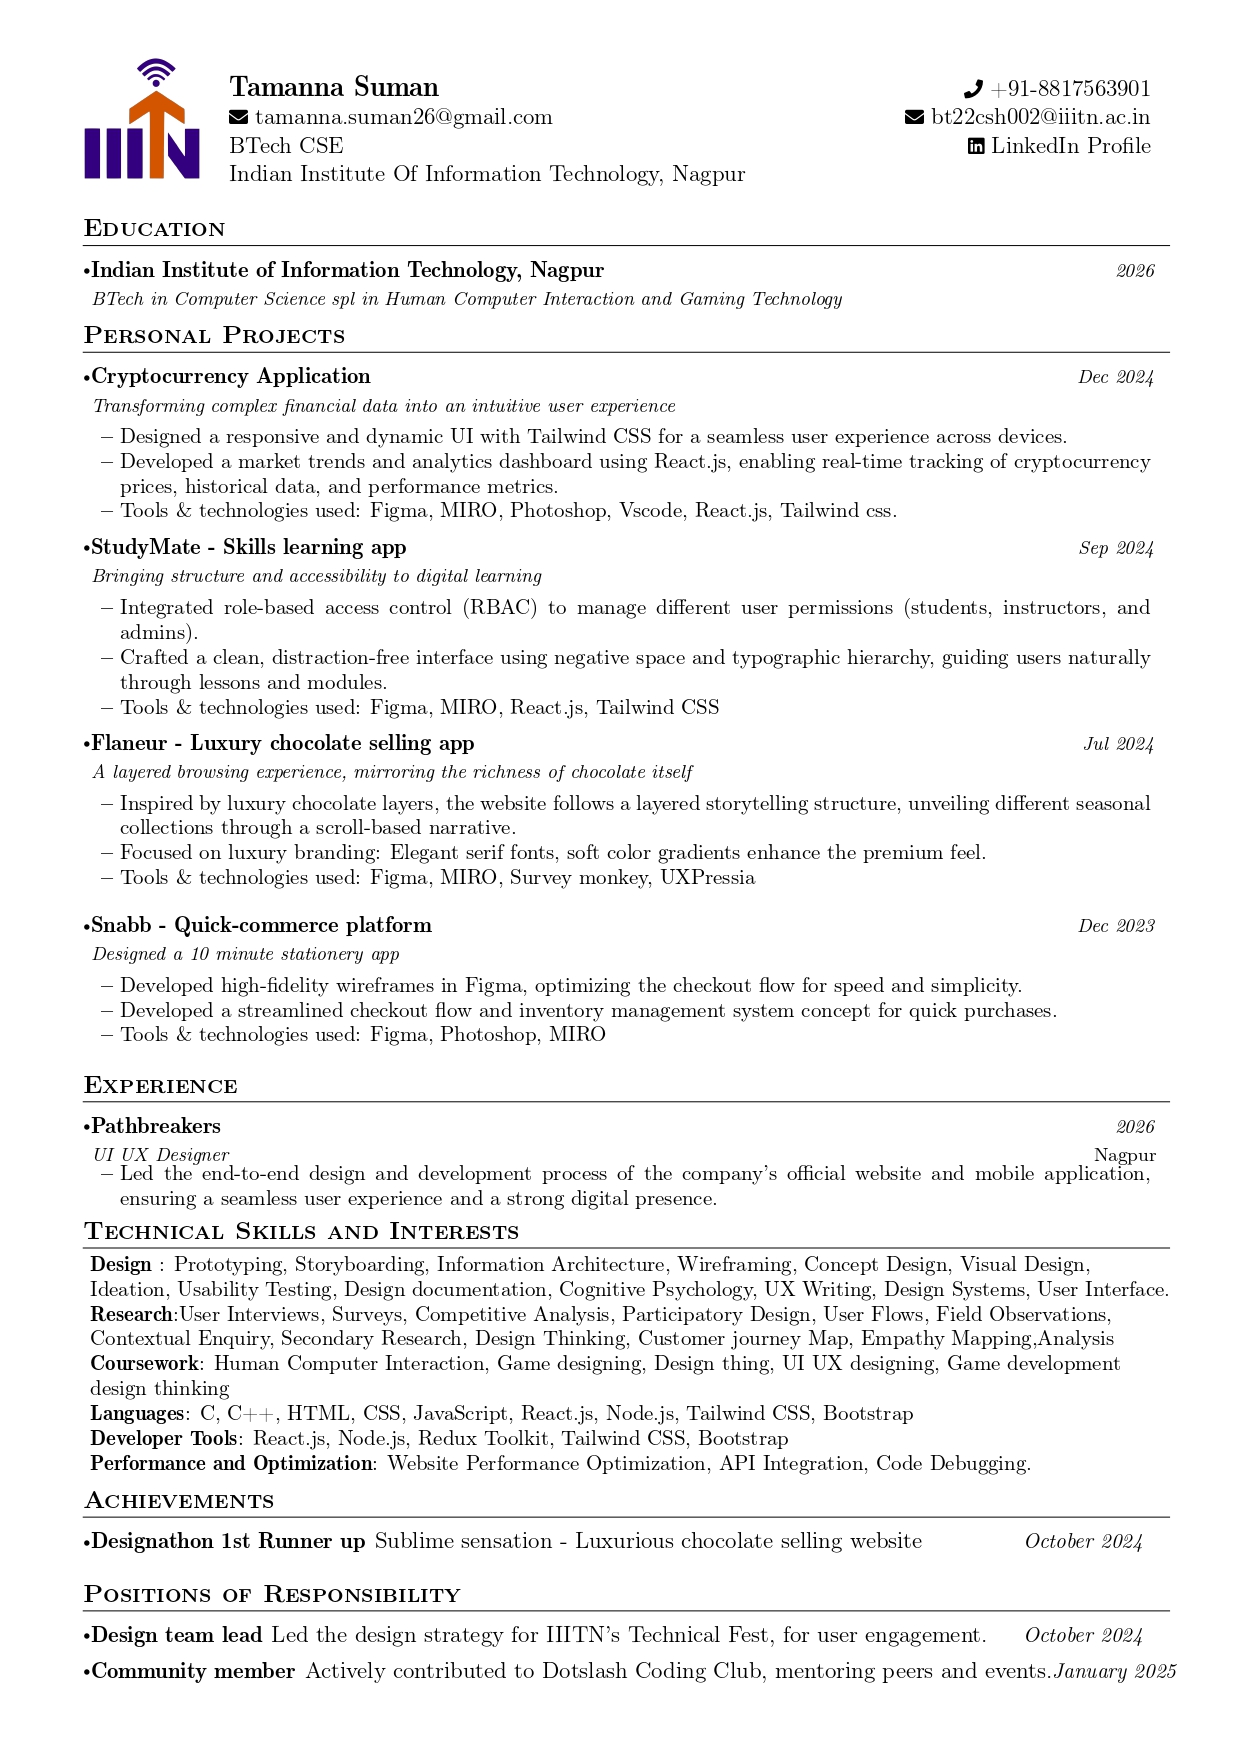 IIITN
Tamanna Suman
+91-8817563901
tamanna.suman26@gmail.com
bt22csh002@iiitn.ac.in
BTech CSE
LinkedIn Profile
Indian Institute Of Information Technology, Nagpur
Education
•Indian Institute of Information Technology, Nagpur 2026
BTech in Computer Science spl in Human Computer Interaction and Gaming Technology
Personal Projects
•Cryptocurrency Application Dec 2024
Transforming complex financial data into an intuitive user experience
– Designed a responsive and dynamic UI with Tailwind CSS for a seamless user experience across devices.
– Developed a market trends and analytics dashboard using React.js, enabling real-time tracking of cryptocurrency
prices, historical data, and performance metrics.
– Tools & technologies used: Figma, MIRO, Photoshop, Vscode, React.js, Tailwind css.
•StudyMate - Skills learning app Sep 2024
Bringing structure and accessibility to digital learning
– Integrated role-based access control (RBAC) to manage different user permissions (students, instructors, and
admins).
– Crafted a clean, distraction-free interface using negative space and typographic hierarchy, guiding users naturally
through lessons and modules.
– Tools & technologies used: Figma, MIRO, React.js, Tailwind CSS
•Flaneur - Luxury chocolate selling app Jul 2024
A layered browsing experience, mirroring the richness of chocolate itself
– Inspired by luxury chocolate layers, the website follows a layered storytelling structure, unveiling different seasonal
collections through a scroll-based narrative.
– Focused on luxury branding: Elegant serif fonts, soft color gradients enhance the premium feel.
– Tools & technologies used: Figma, MIRO, Survey monkey, UXPressia
•Snabb - Quick-commerce platform Dec 2023
Designed a 10 minute stationery app
– Developed high-fidelity wireframes in Figma, optimizing the checkout flow for speed and simplicity.
– Developed a streamlined checkout flow and inventory management system concept for quick purchases.
– Tools & technologies used: Figma, Photoshop, MIRO
Experience
•Pathbreakers 2026
UI UX Designer Nagpur
– Led the end-to-end design and development process of the company's official website and mobile application,
ensuring a seamless user experience and a strong digital presence.
Technical Skills and Interests
Design : Prototyping, Storyboarding, Information Architecture, Wireframing, Concept Design, Visual Design,
Ideation, Usability Testing, Design documentation, Cognitive Psychology, UX Writing, Design Systems, User Interface.
Research:User Interviews, Surveys, Competitive Analysis, Participatory Design, User Flows, Field Observations,
Contextual Enquiry, Secondary Research, Design Thinking, Customer journey Map, Empathy Mapping,Analysis
Coursework: Human Computer Interaction, Game designing, Design thing, UI UX designing, Game development
design thinking
Languages: C, C++, HTML, CSS, JavaScript, React.js, Node.js, Tailwind CSS, Bootstrap
Developer Tools: React.js, Node.js, Redux Toolkit, Tailwind CSS, Bootstrap
Performance and Optimization: Website Performance Optimization, API Integration, Code Debugging.
Achievements
•Designathon 1st Runner up Sublime sensation - Luxurious chocolate selling website October 2024
Positions of Responsibility
•Design team lead Led the design strategy for IIITN's Technical Fest, for user engagement. October 2024
•Community member Actively contributed to Dotslash Coding Club, mentoring peers and events.January 2025